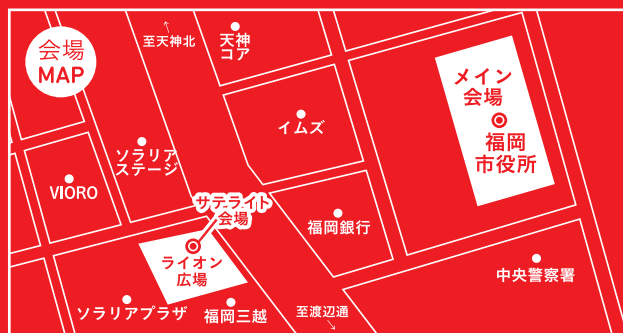 会場
MAP
至天神北
天神
コア
メイン
会場
福岡
市役所
イムズ
ソラリア
ステージ
VIORO
サテライト
会場
福岡銀行
ライオン
広場
中央警察署
ソラリアプラザ
福岡三越
至渡辺通